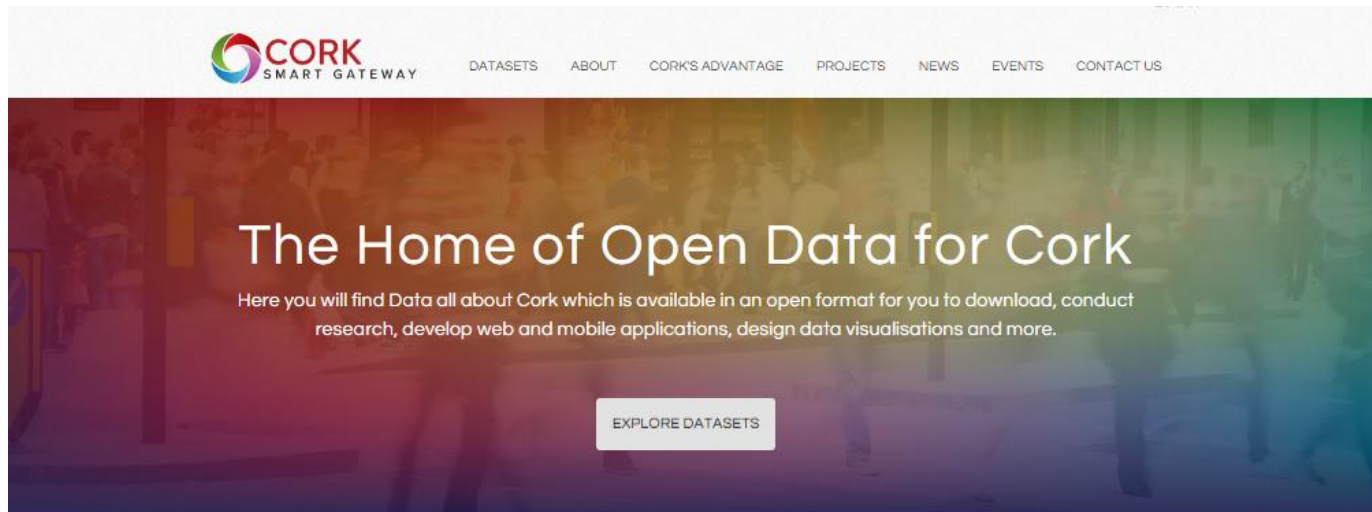 CORK
SMART GATEWAY
DATASETS ABOUT CORK'S ADVANTAGE PROJECTS NEWS EVENTS CONTACT US
The Home of Open Data for Cork
Here you will find Data all about Cork which is available in an open format for you to download, conduct
research, develop web and mobile applications, design data visualisations and more.
EXPLORE DATASETS